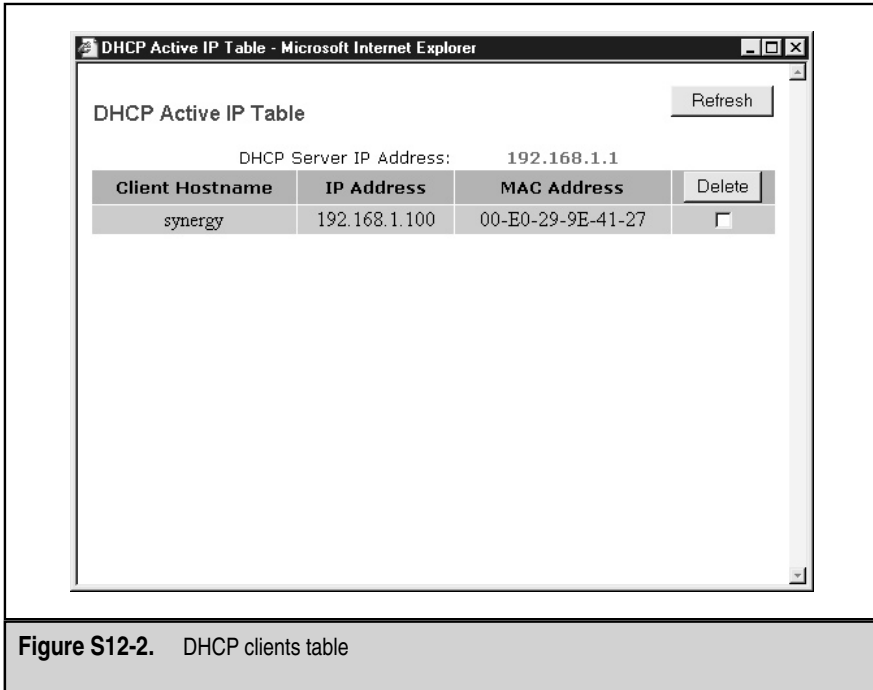 DHCP Active IP Table - Microsoft Internet Explorer
Refresh
DHCP Active IP Table
DHCP Server IP Address: 192.168.1.1
Client Hostname IP Address MAC Address Delete
synergy 192.168.1.100 00-E0-29-9E-41-27
Figure S12-2. DHCP clients table